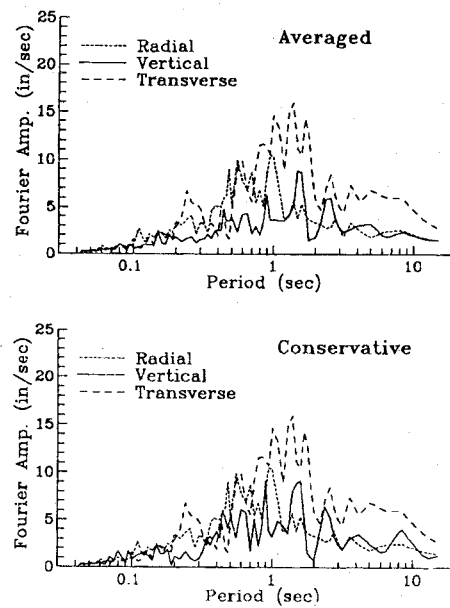 Averaged
Fourier Amp. (in/sec)
25
20
15
10
5
0
Radial
Vertical
Transverse
0.1
1
10
Period (sec)
Conservative
Fourier Amp. (in/sec)
25
20
15
10
5
0
Radial
Vertical
Transverse
0.1
1
10
Period (sec)